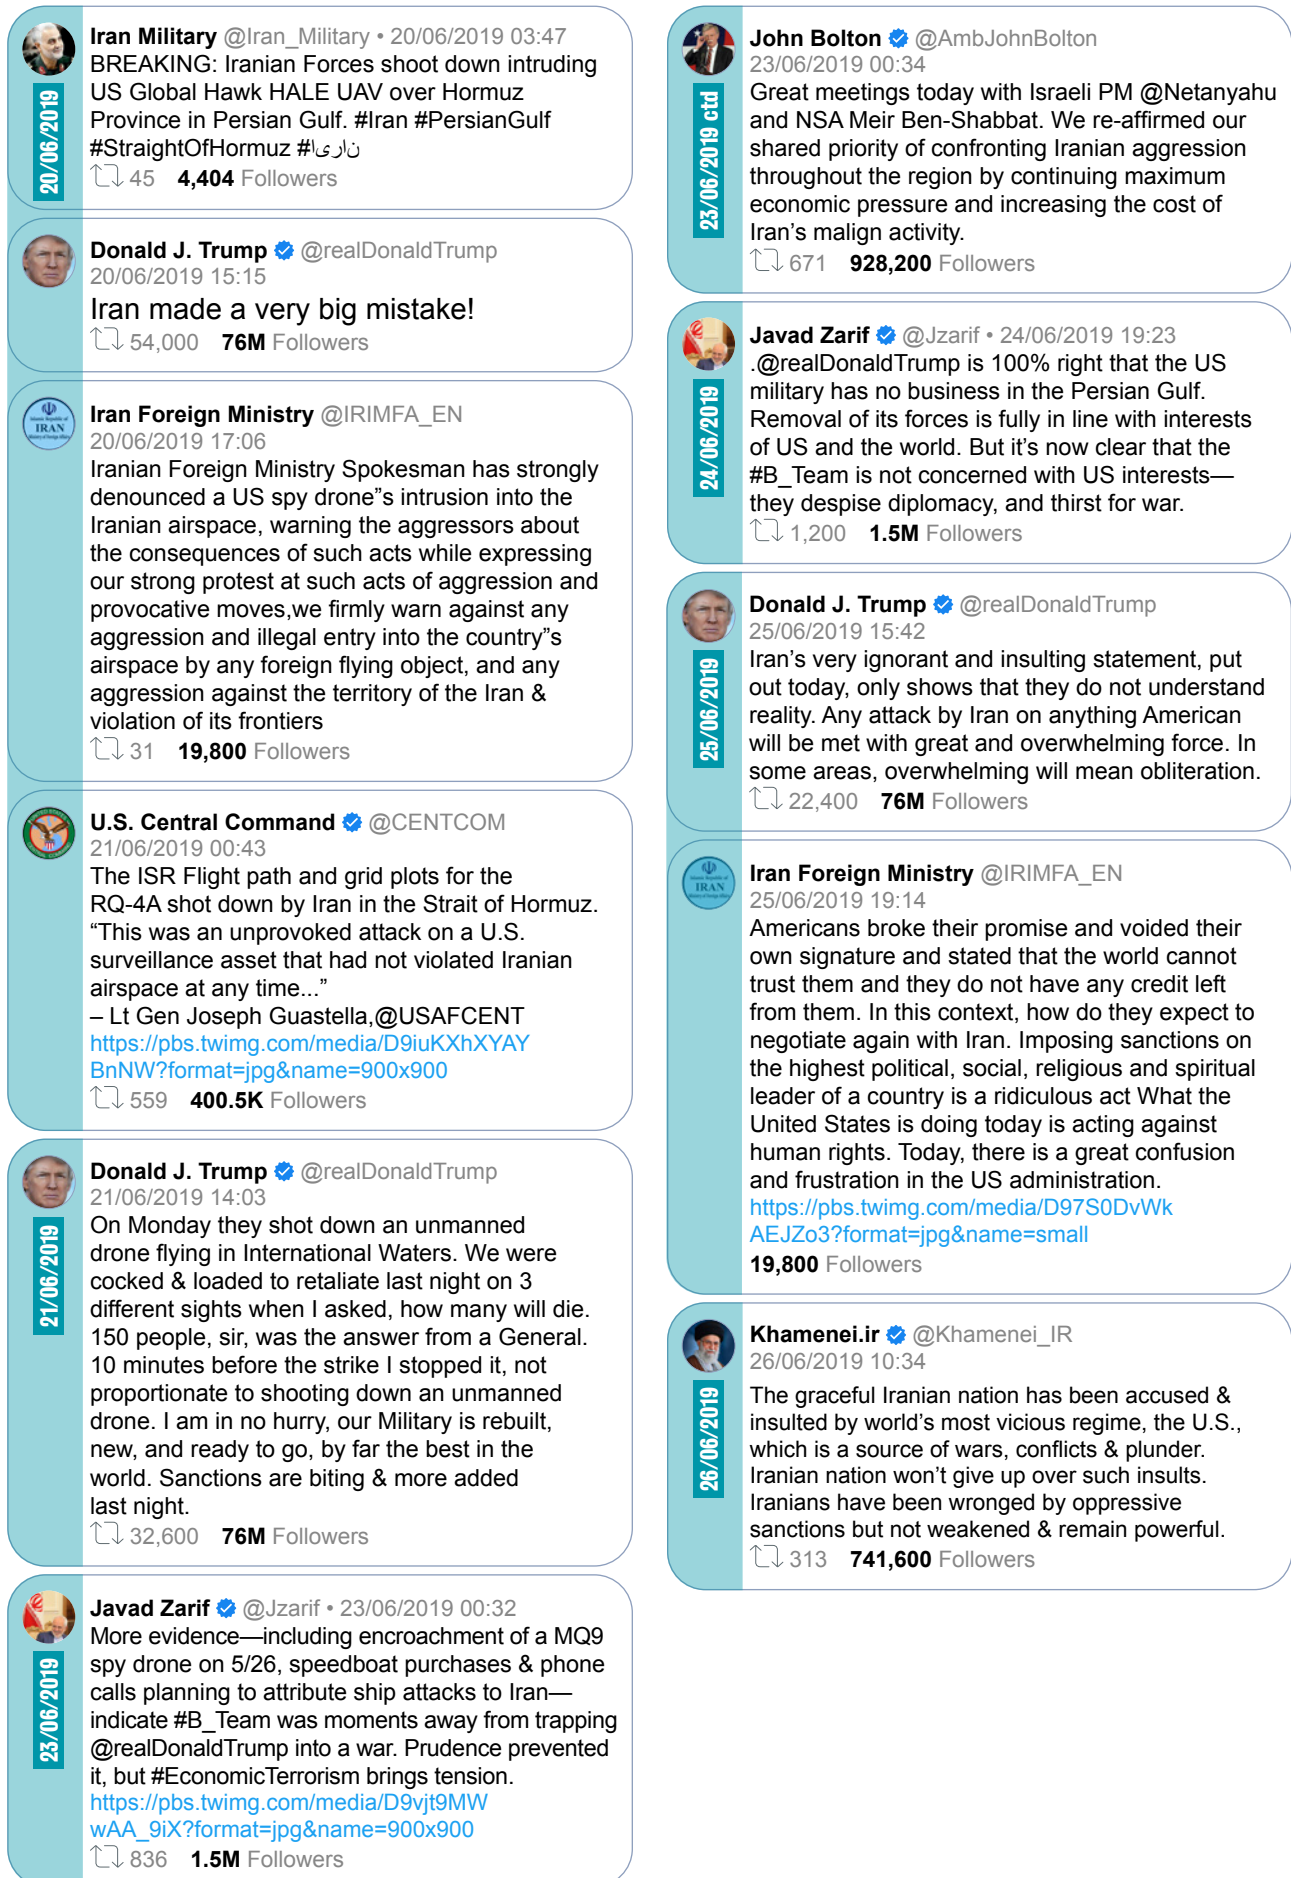 Iran Military @Iran_Military • 20/06/2019 03:47
BREAKING: Iranian Forces shoot down intruding
US Global Hawk HALE UAV over Hormuz
Province in Persian Gulf. #Iran #PersianGulf
#StraightOfHormuz #ناریا
45 4,404 Followers
20/06/2019
Donald J. Trump @realDonaldTrump
20/06/2019 15:15
Iran made a very big mistake!
54,000 76M Followers
IRAN
Iran Foreign Ministry @IRIMFA_EN
20/06/2019 17:06
Iranian Foreign Ministry Spokesman has strongly
denounced a US spy drone”s intrusion into the
Iranian airspace, warning the aggressors about
the consequences of such acts while expressing
our strong protest at such acts of aggression and
provocative moves,we firmly warn against any
aggression and illegal entry into the country”s
airspace by any foreign flying object, and any
aggression against the territory of the Iran &
violation of its frontiers
31 19,800 Followers
U.S. Central Command @CENTCOM
21/06/2019 00:43
The ISR Flight path and grid plots for the
RQ-4A shot down by Iran in the Strait of Hormuz.
“This was an unprovoked attack on a U.S.
surveillance asset that had not violated Iranian
airspace at any time...”
– Lt Gen Joseph Guastella,@USAFCENT
https://pbs.twimg.com/media/D9iuKXhXYAY
BnNW?format=jpg&name=900x900
559 400.5K Followers
Donald J. Trump @realDonaldTrump
21/06/2019 14:03
21/06/2019
On Monday they shot down an unmanned
drone flying in International Waters. We were
cocked & loaded to retaliate last night on 3
different sights when I asked, how many will die.
150 people, sir, was the answer from a General.
10 minutes before the strike I stopped it, not
proportionate to shooting down an unmanned
drone. I am in no hurry, our Military is rebuilt,
new, and ready to go, by far the best in the
world. Sanctions are biting & more added
last night.
32,600 76M Followers
Javad Zarif @Jzarif • 23/06/2019 00:32
23/06/2019
More evidence—including encroachment of a MQ9
spy drone on 5/26, speedboat purchases & phone
calls planning to attribute ship attacks to Iran—
indicate #B_Team was moments away from trapping
@realDonaldTrump into a war. Prudence prevented
it, but #EconomicTerrorism brings tension.
https://pbs.twimg.com/media/D9vjt9MW
wAA_9iX?format=jpg&name=900x900
836 1.5M Followers
John Bolton @AmbJohnBolton
23/06/2019 00:34
23/06/2019 ctd
Great meetings today with Israeli PM @Netanyahu
and NSA Meir Ben-Shabbat. We re-affirmed our
shared priority of confronting Iranian aggression
throughout the region by continuing maximum
economic pressure and increasing the cost of
Iran’s malign activity.
671 928,200 Followers
Javad Zarif @Jzarif • 24/06/2019 19:23
24/06/2019
.@realDonaldTrump is 100% right that the US
military has no business in the Persian Gulf.
Removal of its forces is fully in line with interests
of US and the world. But it’s now clear that the
#B_Team is not concerned with US interests—
they despise diplomacy, and thirst for war.
1,200 1.5M Followers
Donald J. Trump @realDonaldTrump
25/06/2019 15:42
25/06/2019
Iran’s very ignorant and insulting statement, put
out today, only shows that they do not understand
reality. Any attack by Iran on anything American
will be met with great and overwhelming force. In
some areas, overwhelming will mean obliteration.
22,400 76M Followers
IRAN
Iran Foreign Ministry @IRIMFA_EN
25/06/2019 19:14
Americans broke their promise and voided their
own signature and stated that the world cannot
trust them and they do not have any credit left
from them. In this context, how do they expect to
negotiate again with Iran. Imposing sanctions on
the highest political, social, religious and spiritual
leader of a country is a ridiculous act What the
United States is doing today is acting against
human rights. Today, there is a great confusion
and frustration in the US administration.
https://pbs.twimg.com/media/D97S0DvWk
AEJZo3?format=jpg&name=small
19,800 Followers
Khamenei.ir @Khamenei_IR
26/06/2019 10:34
26/06/2019
The graceful Iranian nation has been accused &
insulted by world’s most vicious regime, the U.S.,
which is a source of wars, conflicts & plunder.
Iranian nation won’t give up over such insults.
Iranians have been wronged by oppressive
sanctions but not weakened & remain powerful.
313 741,600 Followers